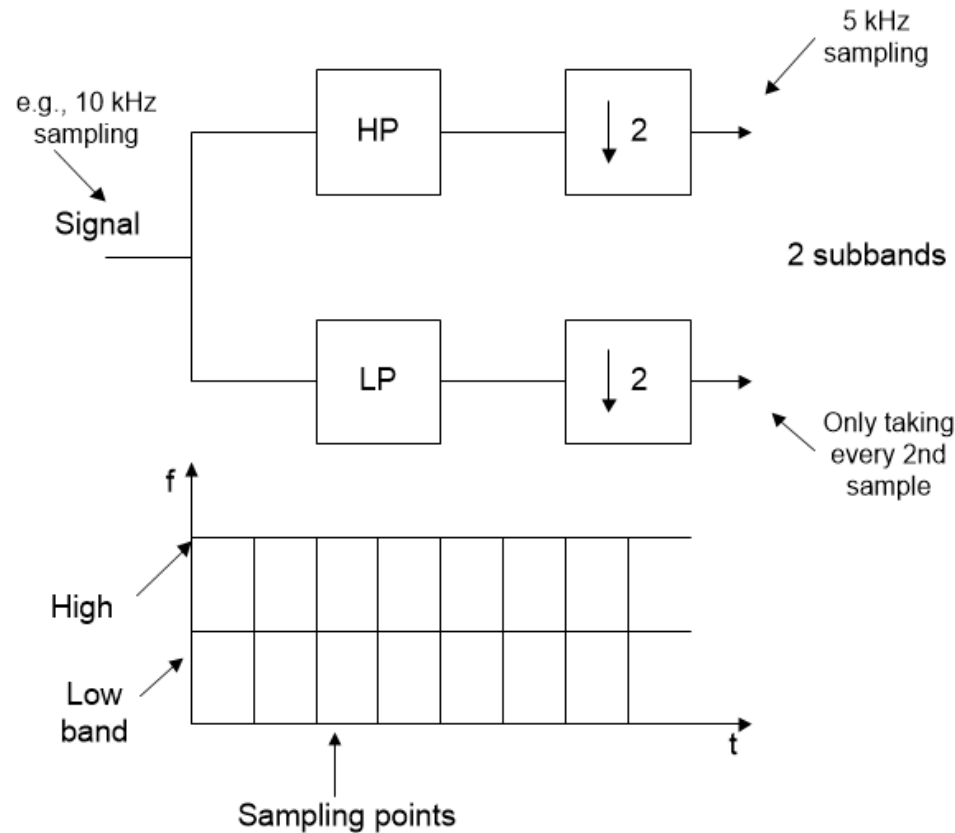 5 kHz
sampling
e.g., 10 kHz
sampling
HP
2
Signal
2 subbands
LP
2
Only taking
every 2nd
sample
f
High
Low
band
t
Sampling points